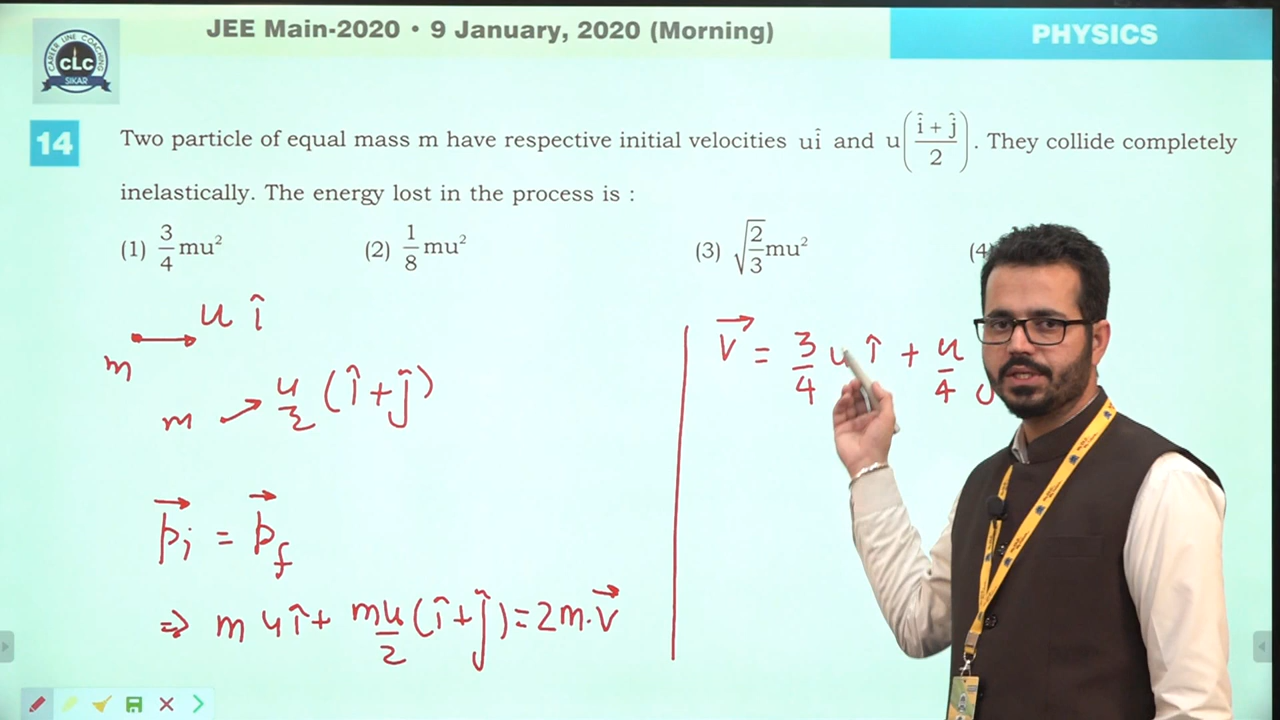 JEE Main-2020 • 9 January, 2020 (Morning)
PHYSICS
CAREER LINE COACHING
CLC
SIKAR
14
Two particle of equal mass m have respective initial velocities uî and u((î + ĵ)/2). They collide completely
inelastically. The energy lost in the process is :
(1) 3/4 mu² (2) 1/8 mu² (3) √(2/3) mu² (4)
u î
m
m u/2 (î+ĵ)
p⃗i = p⃗f
⇒ m u î + mu/2 (î+ĵ) = 2m.v⃗
v⃗ = 3/4 u î + u/4